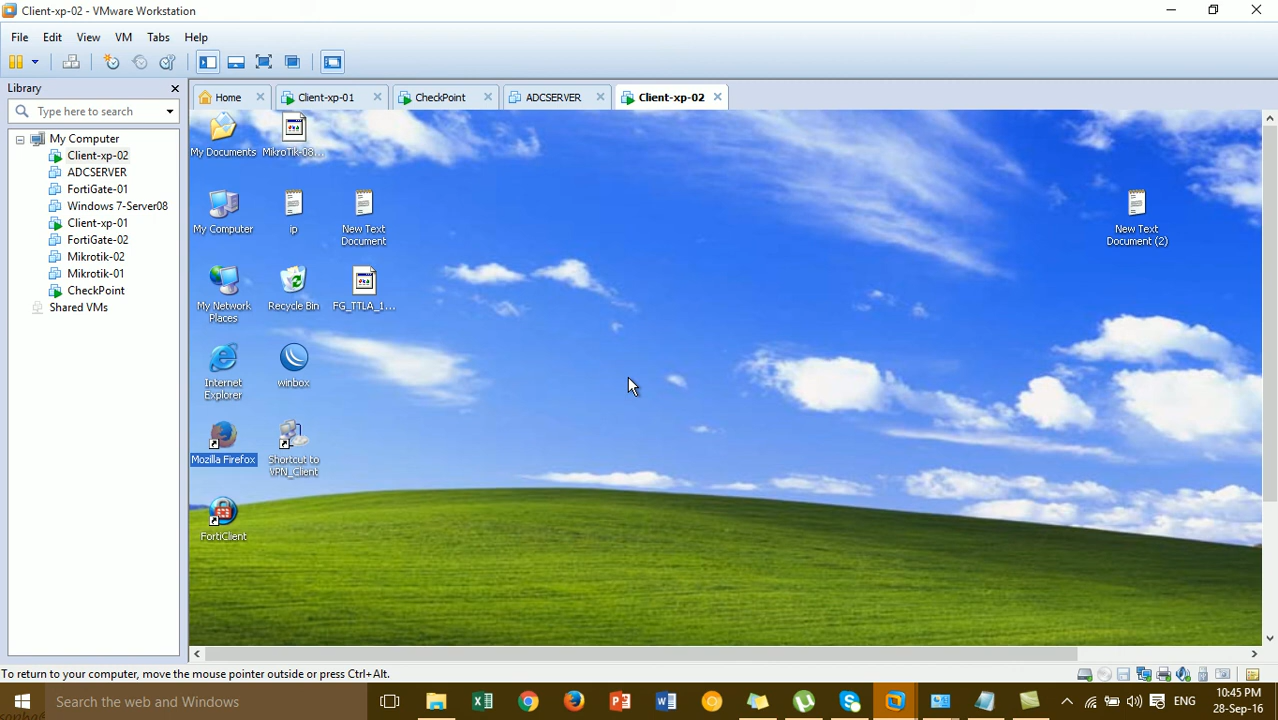 Client-xp-02 - VMware Workstation
File Edit View VM Tabs Help
Library
Type here to search
My Computer
Client-xp-02
ADCSERVER
FortiGate-01
Windows 7-Server08
Client-xp-01
FortiGate-02
Mikrotik-02
Mikrotik-01
CheckPoint
Shared VMs
Home Client-xp-01 CheckPoint ADCSERVER Client-xp-02
My Documents
MikroTik-08...
My Computer
ip
New Text
Document
New Text
Document (2)
My Network
Places
Recycle Bin
FG_TTLA_1...
Internet
Explorer
winbox
Mozilla Firefox
Shortcut to
VPN_Client
FortiClient
To return to your computer, move the mouse pointer outside or press Ctrl+Alt.
Search the web and Windows
ENG
10:45 PM
28-Sep-16